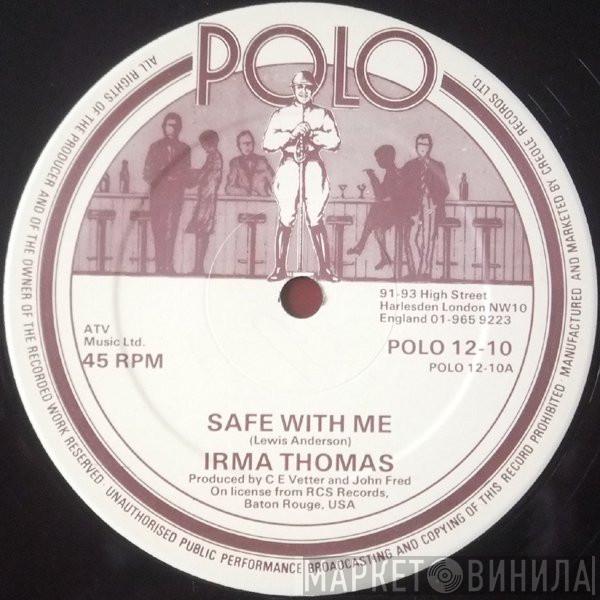 POLO
ALL RIGHTS OF THE PRODUCER AND OF THE OWNER OF THE RECORDED WORK RESERVED · UNAUTHORISED PUBLIC PERFORMANCE BROADCASTING AND COPYING OF THIS RECORD PROHIBITED · MANUFACTURED AND MARKETED BY CREOLE RECORDS LTD.
91-93 High Street
Harlesden London NW10
England 01-965 9223
ATV
Music Ltd.
45 RPM
POLO 12-10
POLO 12-10A
SAFE WITH ME
(Lewis Anderson)
IRMA THOMAS
Produced by C E Vetter and John Fred
On license from RCS Records,
Baton Rouge, USA
МАРКЕТ ВИНИЛА